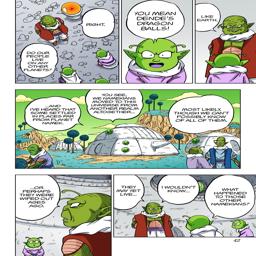 DO OUR
PEOPLE
LIVE ON
ANY OTHER
PLANETS?
RIGHT.
YOU MEAN
DENDE'S
DRAGON
BALLS!
LIKE
EARTH.
...AND
I'VE HEARD THAT
SOME SETTLED
IN PLACES FAR
FROM PLANET
NAMEK.
YOU SEE,
WE NAMEKIANS
MOVED TO THIS
UNIVERSE FROM
ANOTHER REALM
ALTOGETHER...
MOST LIKELY,
THOUGH WE CAN'T
POSSIBLY KNOW
OF ALL OF THEM.
...OR
PERHAPS
THEY WERE
WIPED OUT
AGES
AGO.
THEY
MAY YET
LIVE...
I WOULDN'T
KNOW...
WHAT
HAPPENED
TO THOSE
OTHER
NAMEKIANS?
42